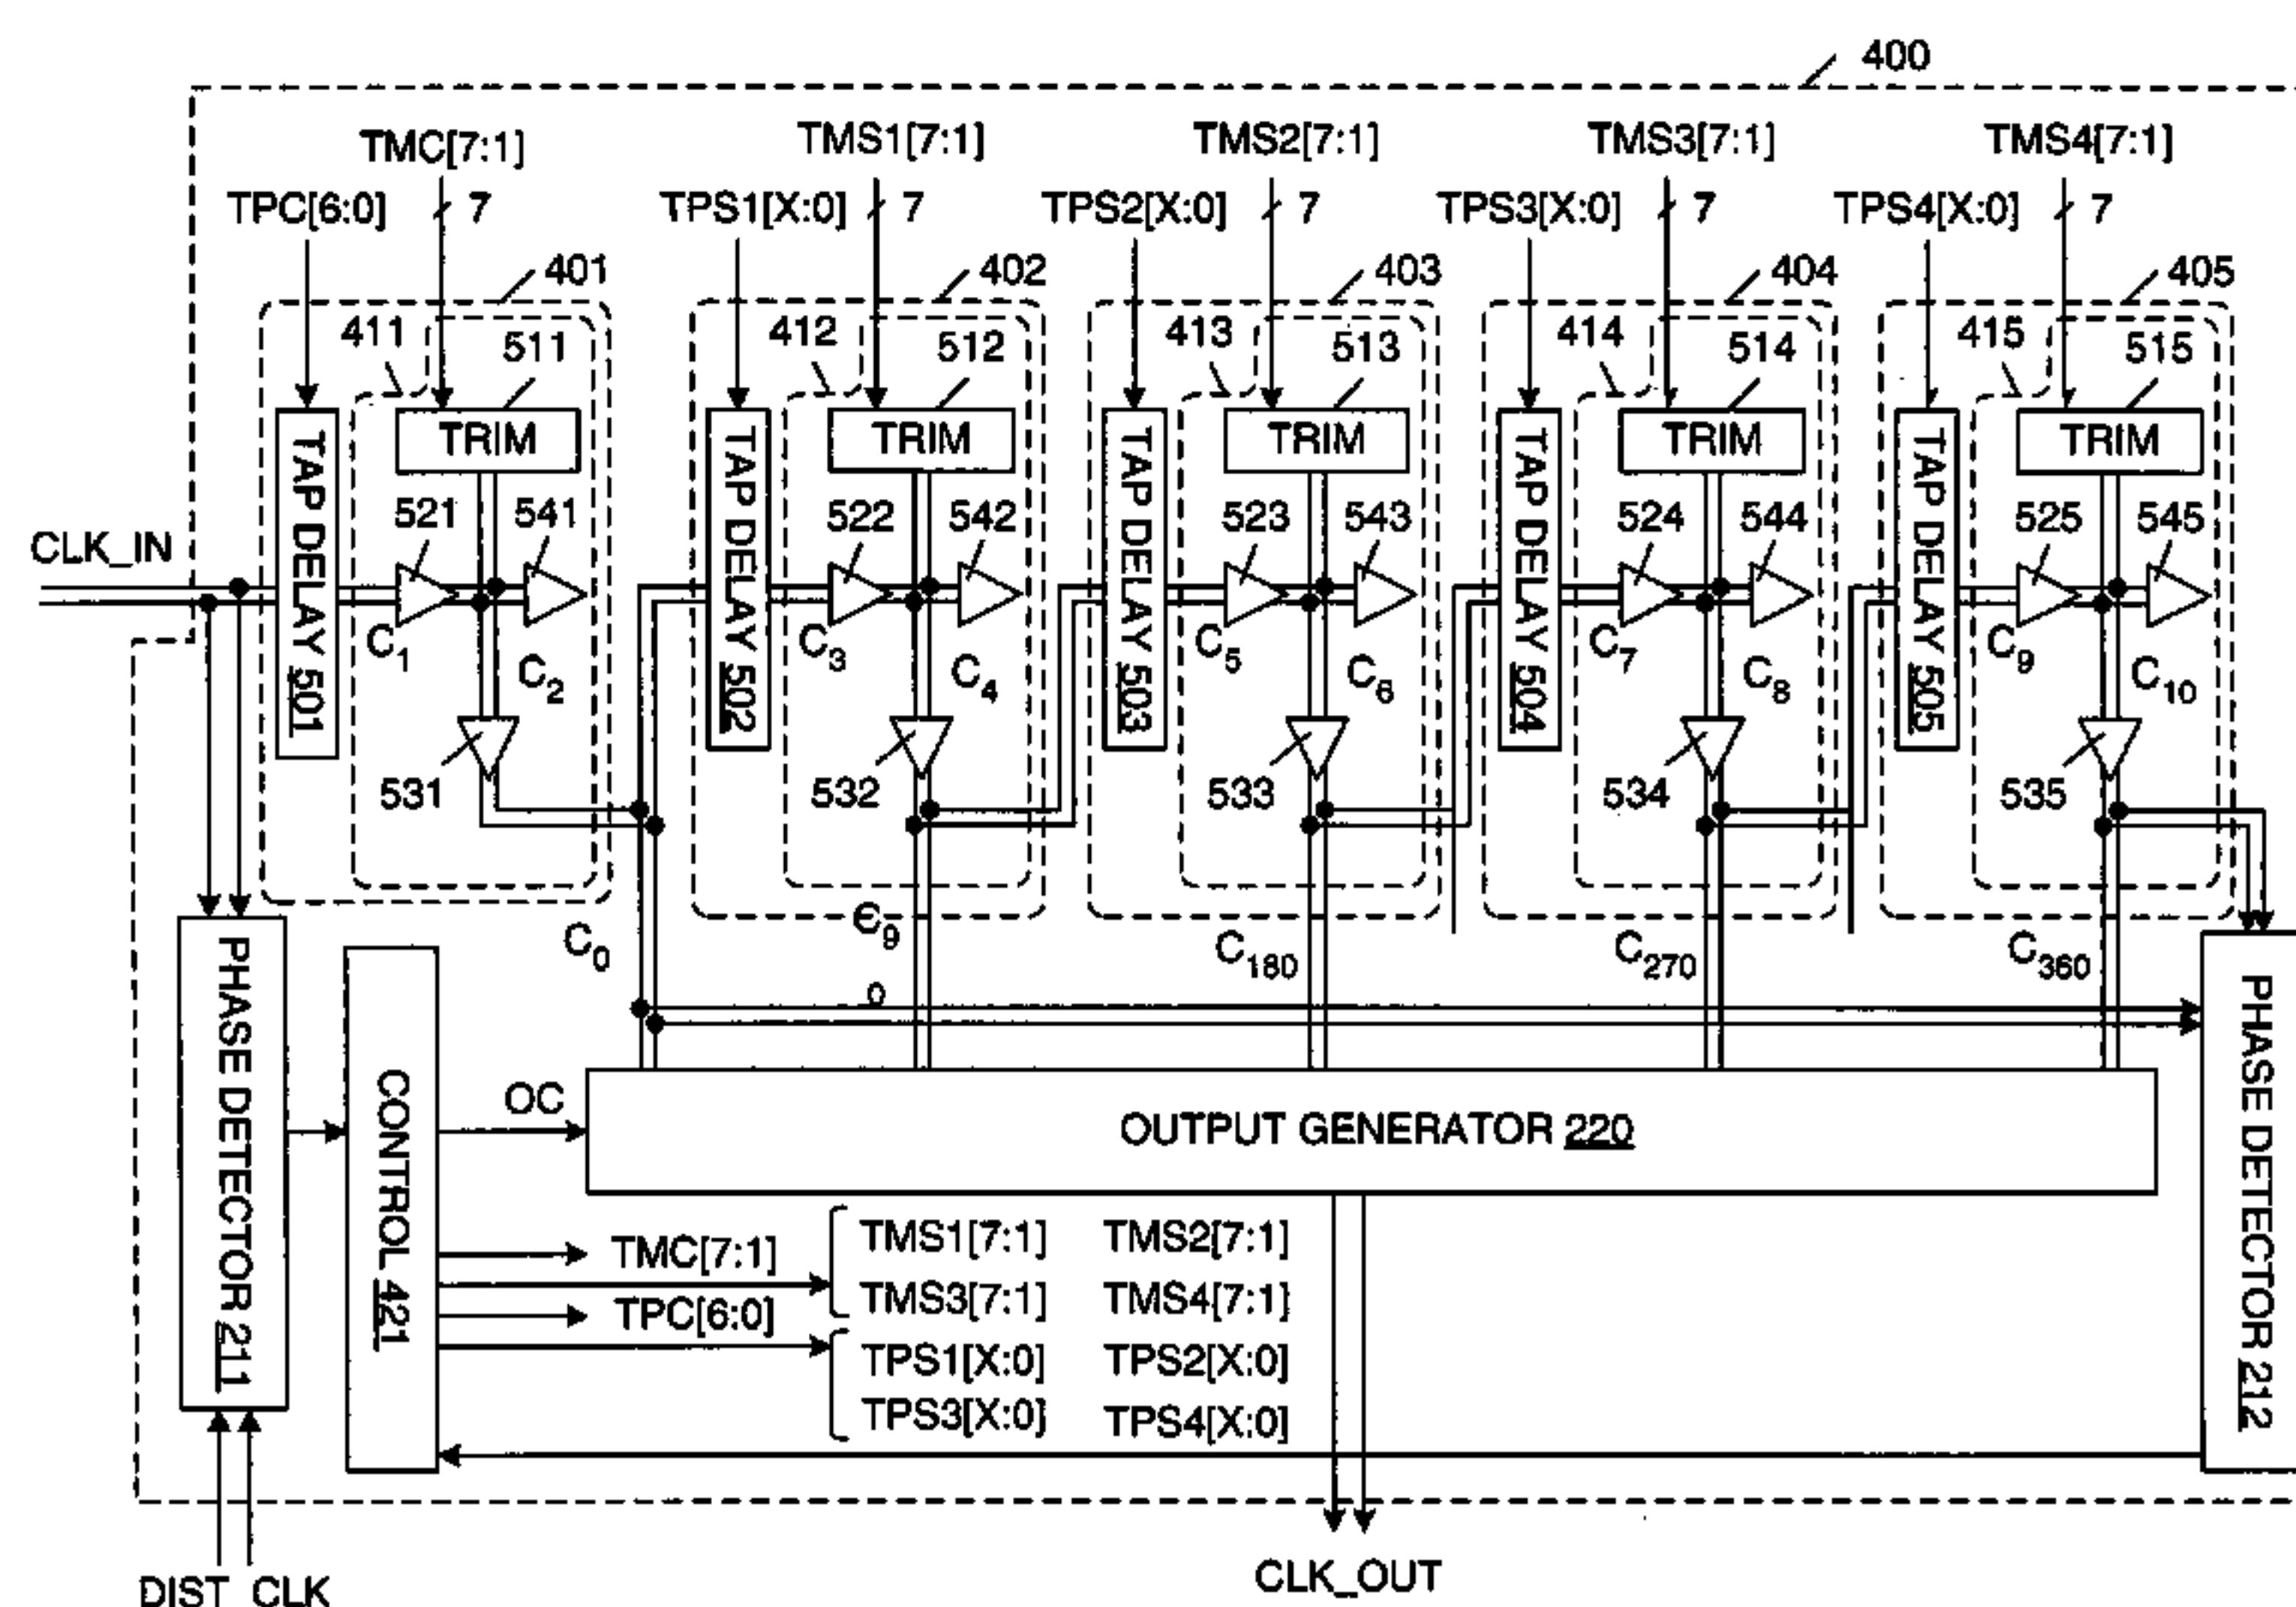 400
TMC[7:1] TMS1[7:1] TMS2[7:1] TMS3[7:1] TMS4[7:1]
TPC[6:0] 7 TPS1[X:0] 7 TPS2[X:0] 7 TPS3[X:0] 7 TPS4[X:0] 7
401 402 403 404 405
411 511 412 512 413 513 414 514 415 515
TRIM TRIM TRIM TRIM TRIM
TAP DELAY 501
TAP DELAY 502
TAP DELAY 503
TAP DELAY 504
TAP DELAY 505
521 541 522 542 523 543 524 544 525 545
CLK_IN
C1 C2 C3 C4 C5 C6 C7 C8 C9 C10
531 532 533 534 535
C0 C9 0 C180 C270 C360
PHASE DETECTOR 211
CONTROL 421
PHASE DETECTOR 212
OC
OUTPUT GENERATOR 220
TMC[7:1]
TMS1[7:1] TMS2[7:1]
TMS3[7:1] TMS4[7:1]
TPC[6:0]
TPS1[X:0] TPS2[X:0]
TPS3[X:0] TPS4[X:0]
DIST_CLK
CLK_OUT